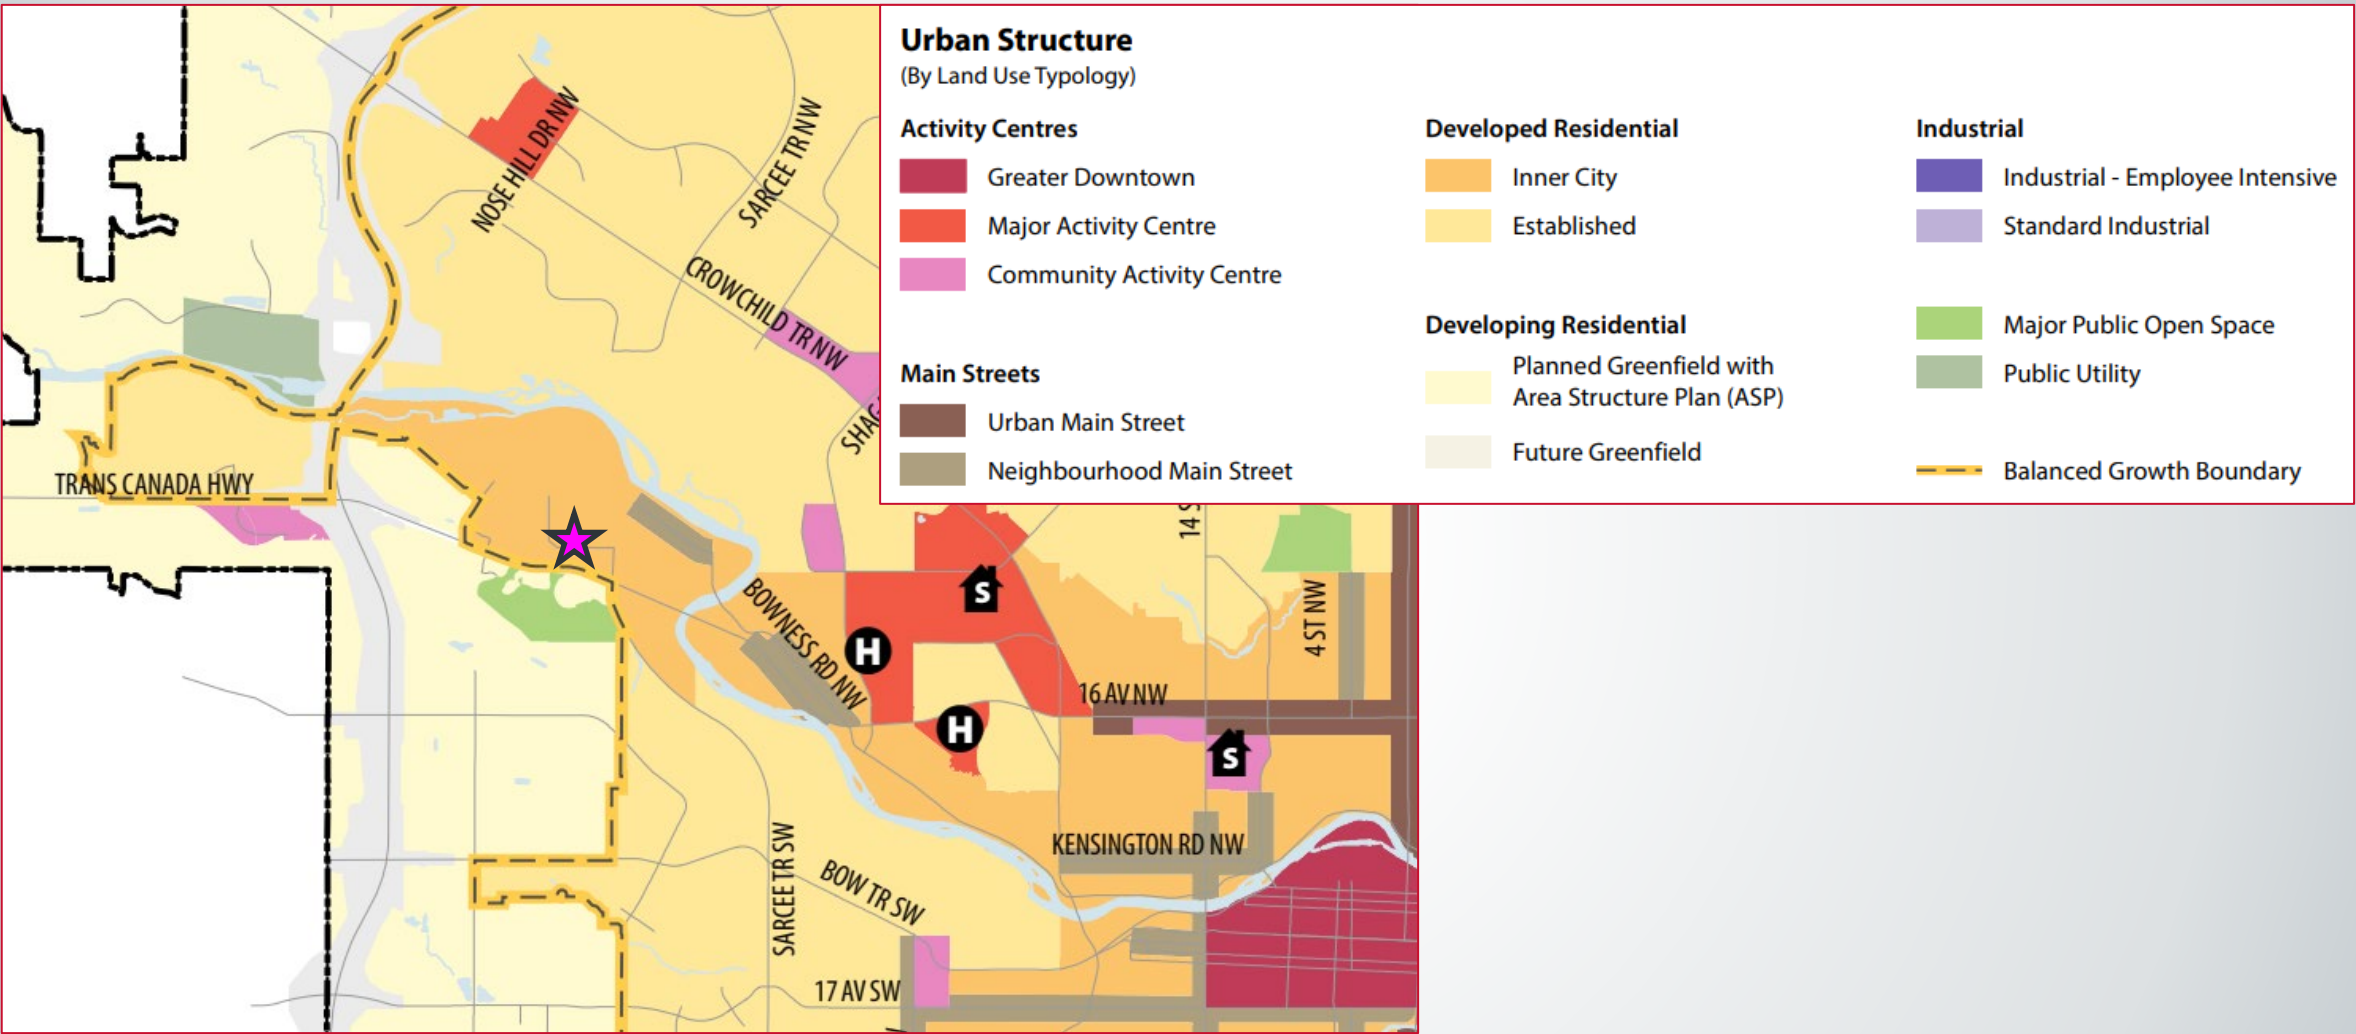 Urban Structure
(By Land Use Typology)
Activity Centres
Greater Downtown
Major Activity Centre
Community Activity Centre
Main Streets
Urban Main Street
Neighbourhood Main Street
Developed Residential
Inner City
Established
Developing Residential
Planned Greenfield with
Area Structure Plan (ASP)
Future Greenfield
Industrial
Industrial - Employee Intensive
Standard Industrial
Major Public Open Space
Public Utility
Balanced Growth Boundary
NOSE HILL DR NW
SARCEE TR NW
CROWCHILD TR NW
SHAG
TRANS CANADA HWY
14 S
S
4 ST NW
BOWNESS RD NW
H
16 AV NW
H
S
KENSINGTON RD NW
SARCEE TR SW
BOW TR SW
17 AV SW